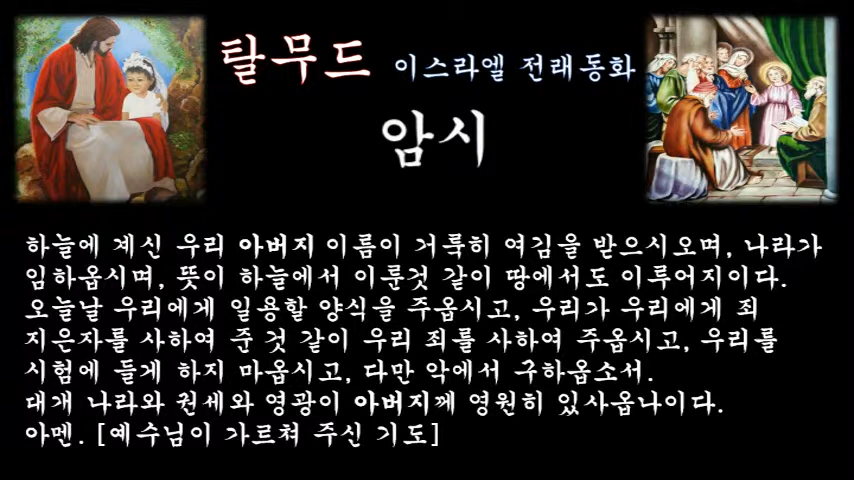 탈무드 이스라엘 전래동화
암시
하늘에 계신 우리 아버지 이름이 거룩히 여김을 받으시오며, 나라가
임하옵시며, 뜻이 하늘에서 이룬것 같이 땅에서도 이루어지이다.
오늘날 우리에게 일용할 양식을 주옵시고, 우리가 우리에게 죄
지은자를 사하여 준 것 같이 우리 죄를 사하여 주옵시고, 우리를
시험에 들게 하지 마옵시고, 다만 악에서 구하옵소서.
대개 나라와 권세와 영광이 아버지께 영원히 있사옵나이다.
아멘. [예수님이 가르쳐 주신 기도]